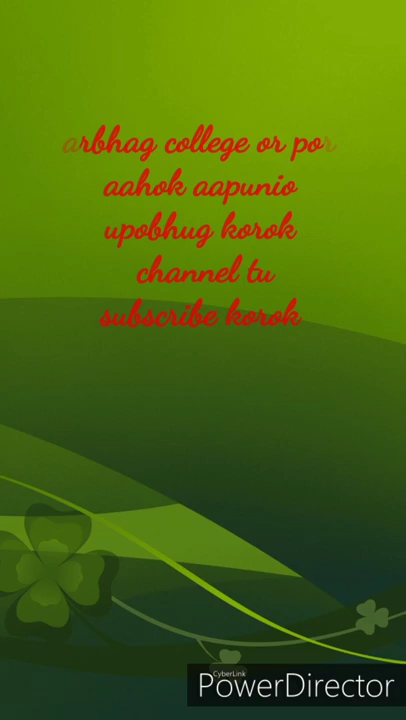 arbhag college or por
aahok aapunio
upobhug korok
channel tu
subscribe korok
CyberLink
PowerDirector